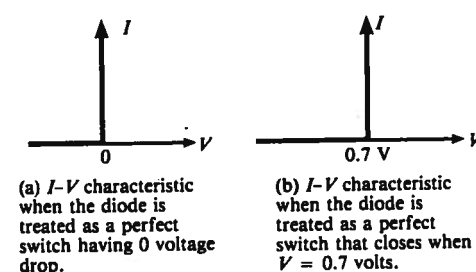 I
V
0
(a) I–V characteristic
when the diode is
treated as a perfect
switch having 0 voltage
drop.
I
V
0.7 V
(b) I–V characteristic
when the diode is
treated as a perfect
switch that closes when
V = 0.7 volts.